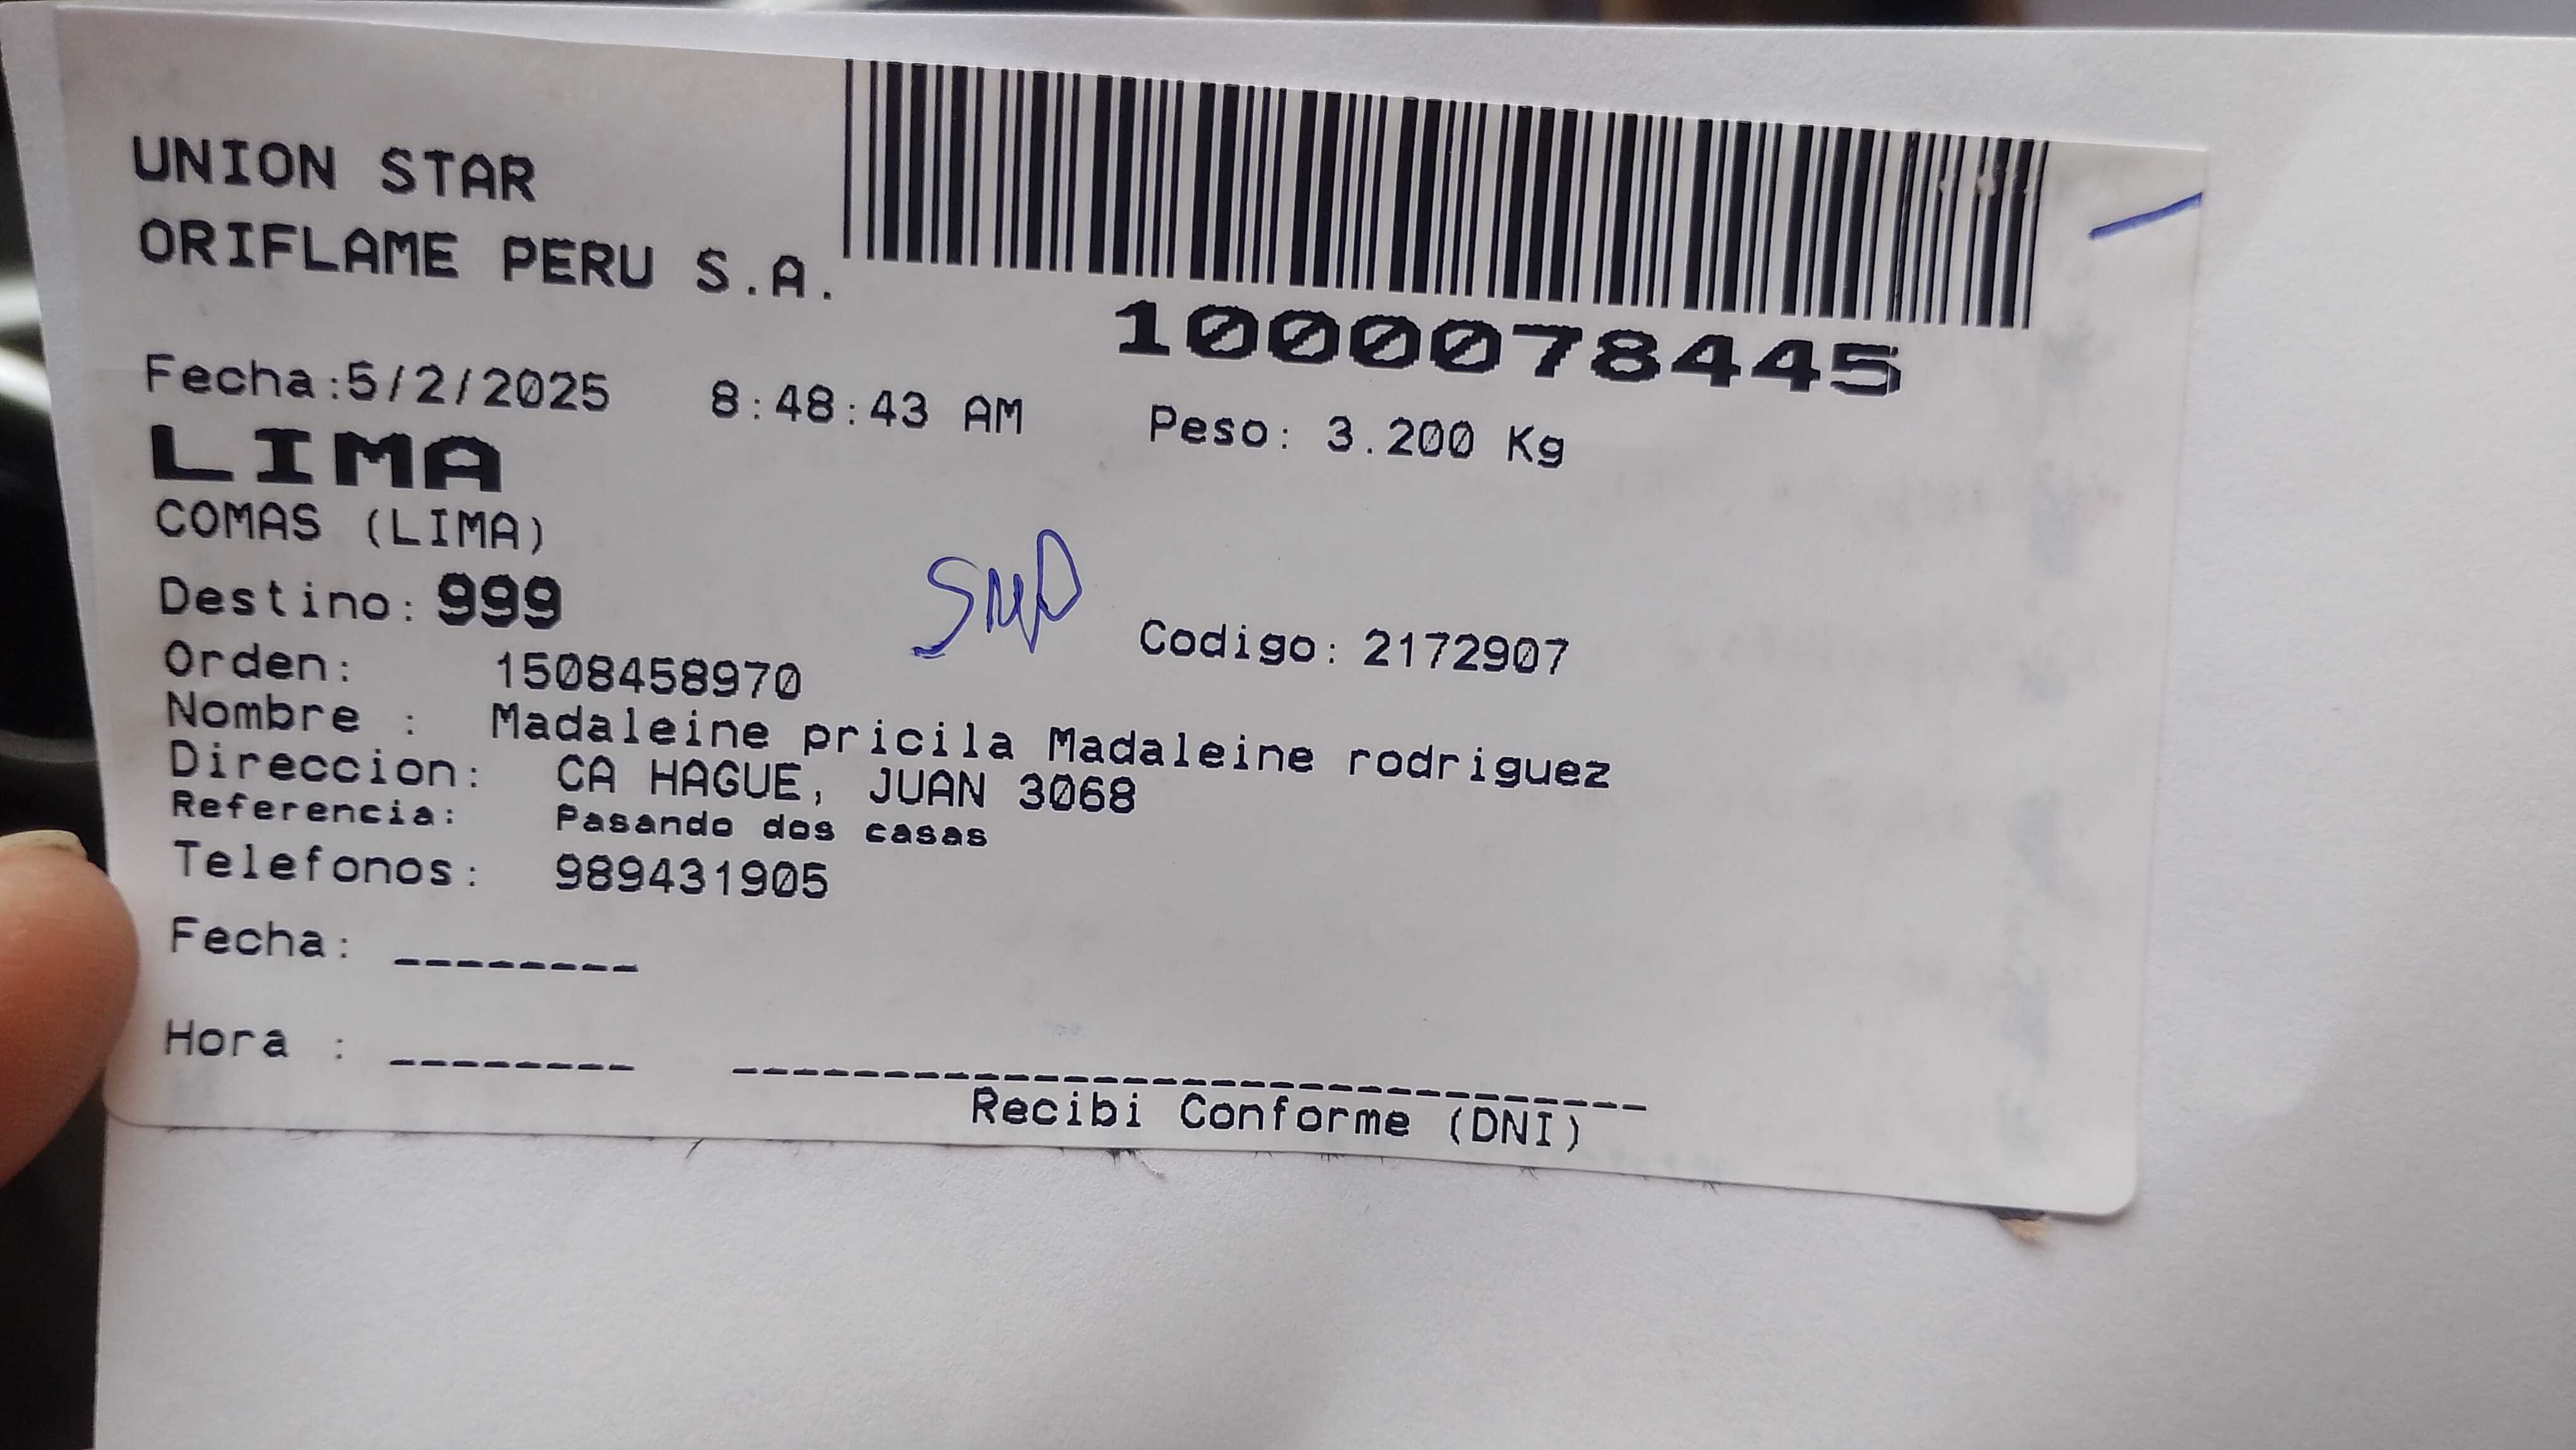 UNION STAR
ORIFLAME PERU S.A.
1000078445
Fecha:5/2/2025 8:48:43 AM Peso: 3.200 Kg
LIMA
COMAS (LIMA)
Destino: 999
SMP
Codigo: 2172907
Orden: 1508458970
Nombre : Madaleine pricila Madaleine rodriguez
Direccion: CA HAGUE, JUAN 3068
Referencia: Pasando dos casas
Telefonos: 989431905
Fecha: ________
Hora : ________
Recibi Conforme (DNI)